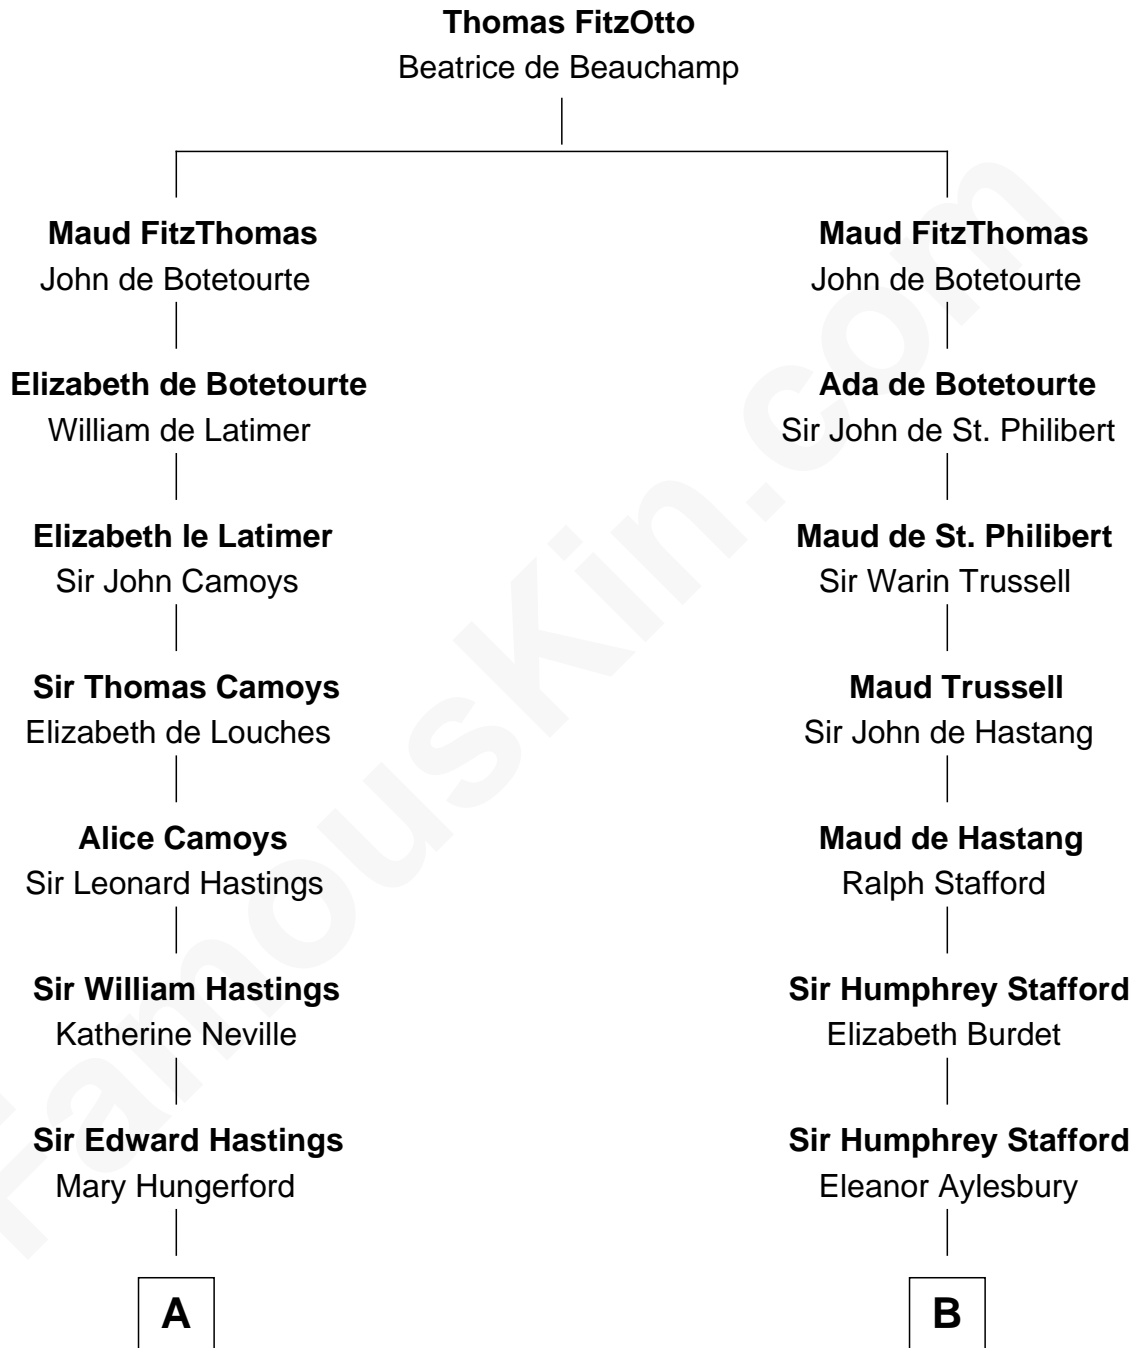 Thomas FitzOtto
Beatrice de Beauchamp
Maud FitzThomas
John de Botetourte
Elizabeth de Botetourte
William de Latimer
Elizabeth le Latimer
Sir John Camoys
Sir Thomas Camoys
Elizabeth de Louches
Alice Camoys
Sir Leonard Hastings
Sir William Hastings
Katherine Neville
Sir Edward Hastings
Mary Hungerford
A
Maud FitzThomas
John de Botetourte
Ada de Botetourte
Sir John de St. Philibert
Maud de St. Philibert
Sir Warin Trussell
Maud Trussell
Sir John de Hastang
Maud de Hastang
Ralph Stafford
Sir Humphrey Stafford
Elizabeth Burdet
Sir Humphrey Stafford
Eleanor Aylesbury
B
FamousKin.com